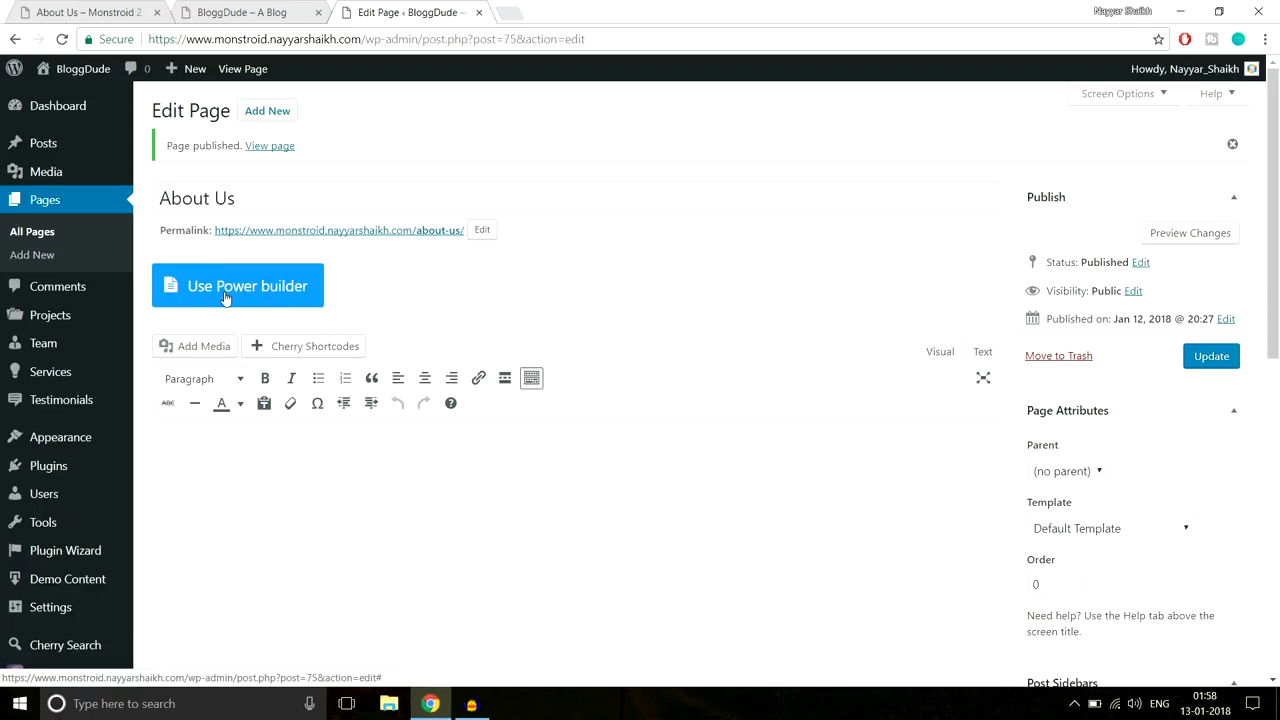 About Us – Monstroid 2
BloggDude – A Blog
Edit Page ‹ BloggDude —
Nayyar Shaikh
Secure
https://www.monstroid.nayyarshaikh.com/wp-admin/post.php?post=75&action=edit
BloggDude
0
New
View Page
Howdy, Nayyar_Shaikh
Dashboard
Posts
Media
Pages
All Pages
Add New
Comments
Projects
Team
Services
Testimonials
Appearance
Plugins
Users
Tools
Plugin Wizard
Demo Content
Settings
Cherry Search
Screen Options
Help
Edit Page
Add New
Page published. View page
About Us
Permalink: https://www.monstroid.nayyarshaikh.com/about-us/
Edit
Use Power builder
Add Media
Cherry Shortcodes
Visual
Text
Paragraph
B
I
ABC
A
Publish
Preview Changes
Status: Published Edit
Visibility: Public Edit
Published on: Jan 12, 2018 @ 20:27 Edit
Move to Trash
Update
Page Attributes
Parent
(no parent)
Template
Default Template
Order
0
Need help? Use the Help tab above the
screen title.
Post Sidebars
https://www.monstroid.nayyarshaikh.com/wp-admin/post.php?post=75&action=edit#
Type here to search
ENG
01:58
13-01-2018